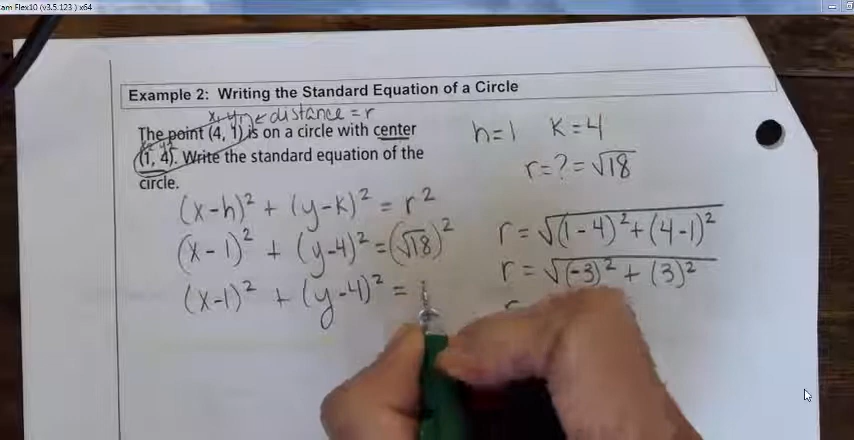 am Flex10 (v3.5.123 ) x64
Example 2: Writing the Standard Equation of a Circle
x₁ y₁ < distance = r
The point (4, 1) is on a circle with center
(1, 4). Write the standard equation of the
circle.
h=1 K=4
r=?=√18
(x-h)² + (y-k)² = r²
(x-1)² + (y-4)² = (√18)²
(x-1)² + (y-4)² =
r = √(1-4)²+(4-1)²
r = √(-3)² + (3)²